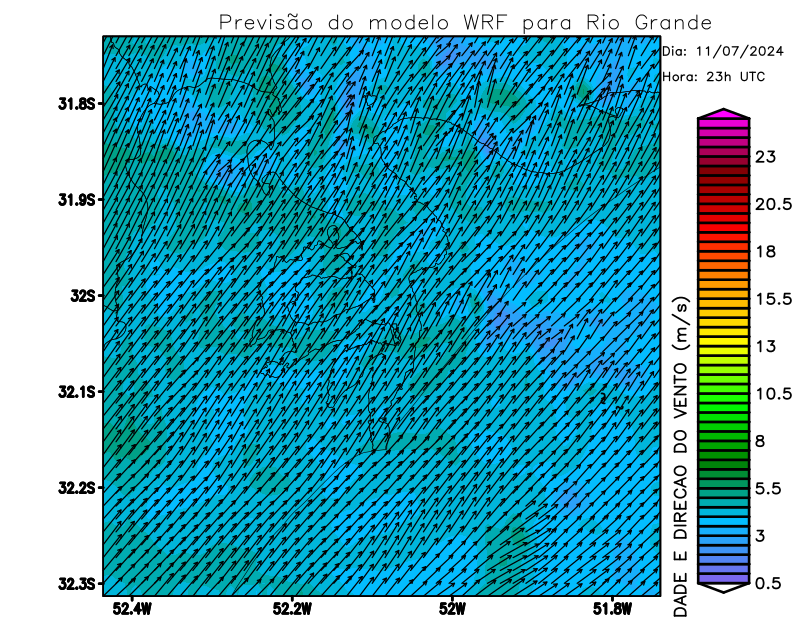 Previsão do modelo WRF para Rio Grande
Dia: 11/07/2024
Hora: 23h UTC
31.8S
31.9S
32S
32.1S
32.2S
32.3S
52.4W
52.2W
52W
51.8W
23
20.5
18
15.5
13
10.5
8
5.5
3
0.5
DADE E DIRECAO DO VENTO (m/s)